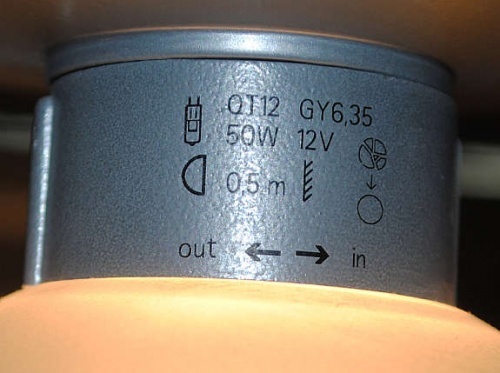 QT12 GY6,35
50W 12V
0,5 m
out ← → in